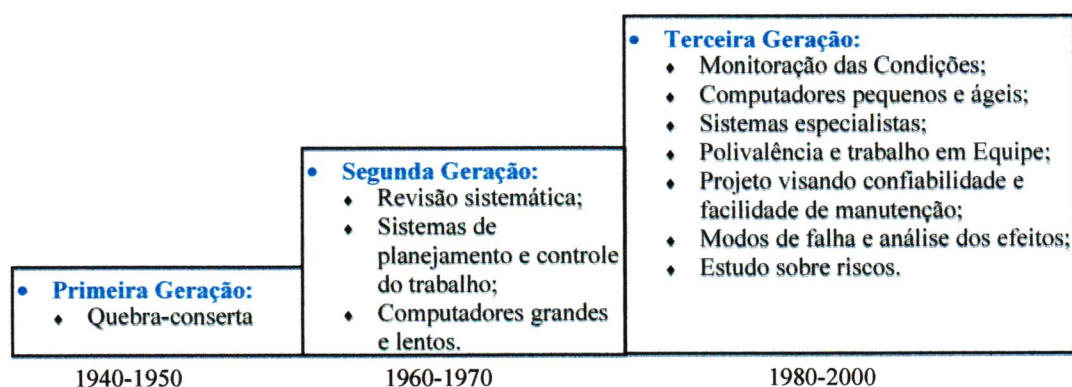 • Primeira Geração:
♦ Quebra-conserta
1940-1950
• Segunda Geração:
♦ Revisão sistemática;
♦ Sistemas de
planejamento e controle
do trabalho;
♦ Computadores grandes
e lentos.
1960-1970
• Terceira Geração:
♦ Monitoração das Condições;
♦ Computadores pequenos e ágeis;
♦ Sistemas especialistas;
♦ Polivalência e trabalho em Equipe;
♦ Projeto visando confiabilidade e
facilidade de manutenção;
♦ Modos de falha e análise dos efeitos;
♦ Estudo sobre riscos.
1980-2000